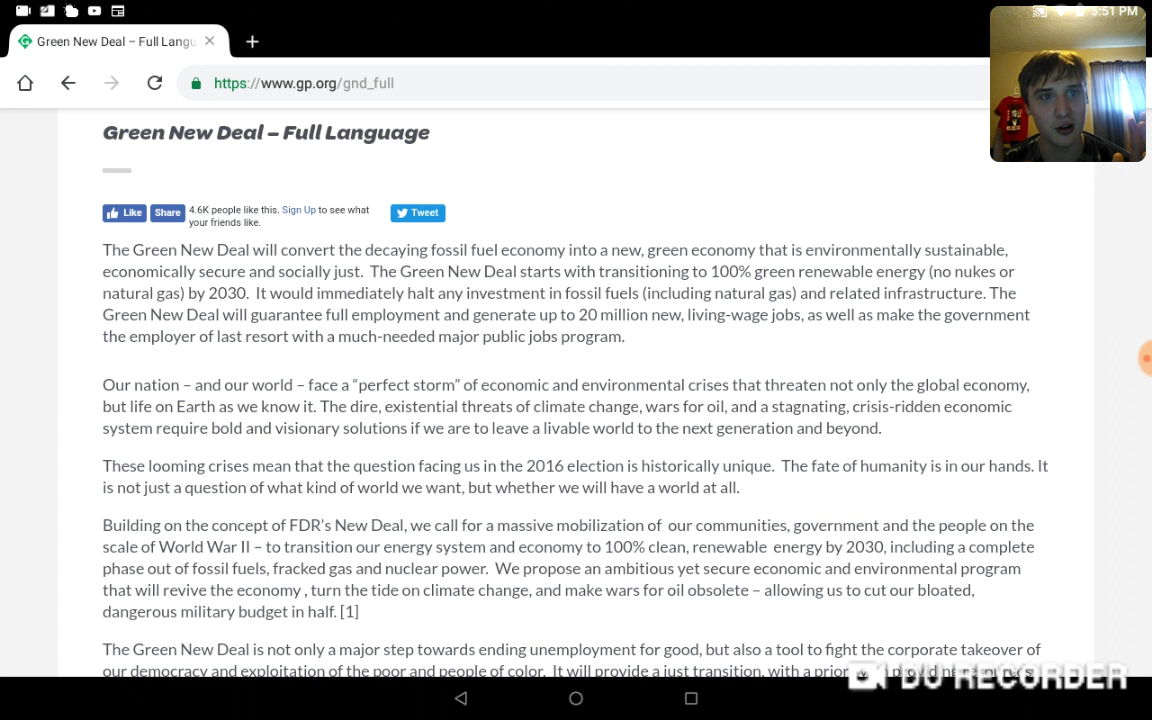 5:51 PM
Green New Deal – Full Langu
https://www.gp.org/gnd_full
Green New Deal – Full Language
Like Share 4.6K people like this. Sign Up to see what
your friends like.
Tweet
The Green New Deal will convert the decaying fossil fuel economy into a new, green economy that is environmentally sustainable,
economically secure and socially just. The Green New Deal starts with transitioning to 100% green renewable energy (no nukes or
natural gas) by 2030. It would immediately halt any investment in fossil fuels (including natural gas) and related infrastructure. The
Green New Deal will guarantee full employment and generate up to 20 million new, living-wage jobs, as well as make the government
the employer of last resort with a much-needed major public jobs program.
Our nation – and our world – face a “perfect storm” of economic and environmental crises that threaten not only the global economy,
but life on Earth as we know it. The dire, existential threats of climate change, wars for oil, and a stagnating, crisis-ridden economic
system require bold and visionary solutions if we are to leave a livable world to the next generation and beyond.
These looming crises mean that the question facing us in the 2016 election is historically unique. The fate of humanity is in our hands. It
is not just a question of what kind of world we want, but whether we will have a world at all.
Building on the concept of FDR’s New Deal, we call for a massive mobilization of our communities, government and the people on the
scale of World War II – to transition our energy system and economy to 100% clean, renewable energy by 2030, including a complete
phase out of fossil fuels, fracked gas and nuclear power. We propose an ambitious yet secure economic and environmental program
that will revive the economy , turn the tide on climate change, and make wars for oil obsolete – allowing us to cut our bloated,
dangerous military budget in half. [1]
The Green New Deal is not only a major step towards ending unemployment for good, but also a tool to fight the corporate takeover of
our democracy and exploitation of the poor and people of color. It will provide a just transition, with a
DU RECORDER